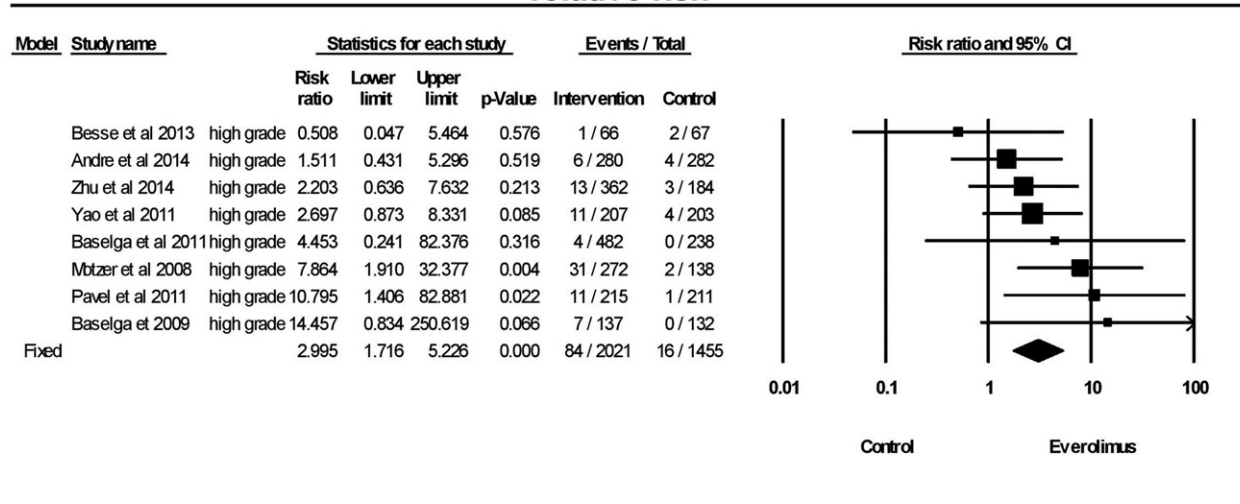 Model Study name Statistics for each study Events / Total Risk ratio and 95% CI
Risk ratio Lower limit Upper limit p-Value Intervention Control
Besse et al 2013 high grade 0.508 0.047 5.464 0.576 1 / 66 2 / 67
Andre et al 2014 high grade 1.511 0.431 5.296 0.519 6 / 280 4 / 282
Zhu et al 2014 high grade 2.203 0.636 7.632 0.213 13 / 362 3 / 184
Yao et al 2011 high grade 2.697 0.873 8.331 0.085 11 / 207 4 / 203
Baselga et al 2011 high grade 4.453 0.241 82.376 0.316 4 / 482 0 / 238
Motzer et al 2008 high grade 7.864 1.910 32.377 0.004 31 / 272 2 / 138
Pavel et al 2011 high grade 10.795 1.406 82.881 0.022 11 / 215 1 / 211
Baselga et 2009 high grade 14.457 0.834 250.619 0.066 7 / 137 0 / 132
Fixed 2.995 1.716 5.226 0.000 84 / 2021 16 / 1455
0.01 0.1 1 10 100
Control Everolimus